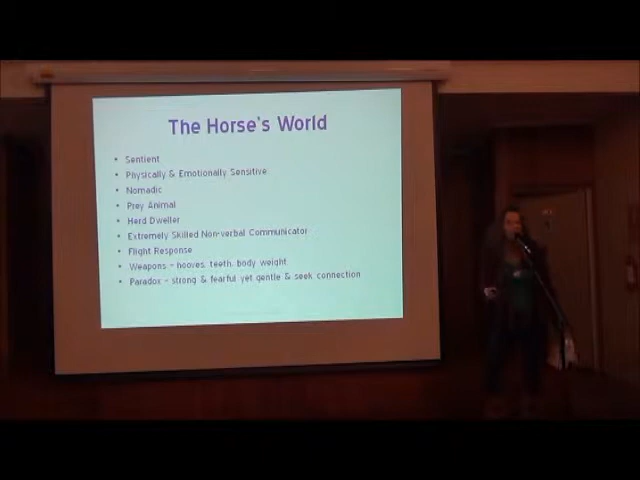 The Horse's World
• Sentient
• Physically & Emotionally Sensitive
• Nomadic
• Prey Animal
• Herd Dweller
• Extremely Skilled Non-verbal Communicator
• Flight Response
• Weapons – hooves, teeth, body weight
• Paradox – strong & fearful yet gentle & seek connection